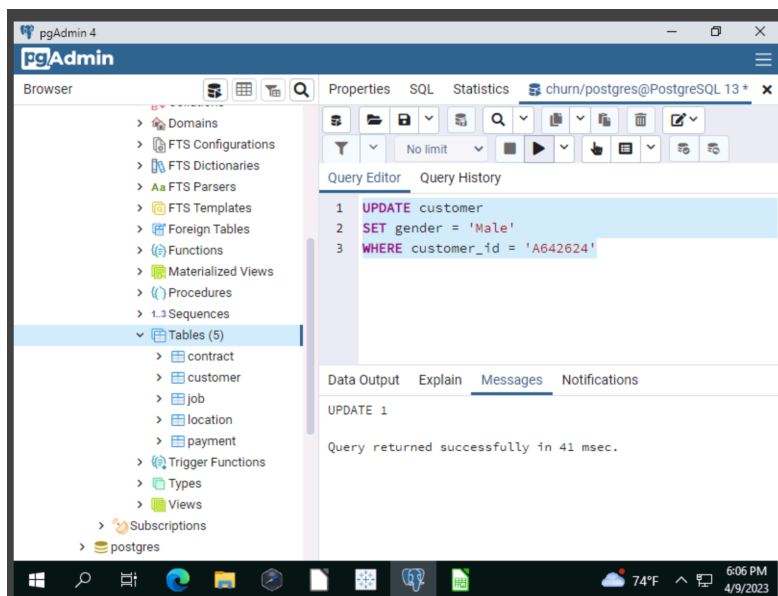 pgAdmin 4
pgAdmin
Browser
Properties SQL Statistics churn/postgres@PostgreSQL 13 *
No limit
Query Editor Query History
1 UPDATE customer
2 SET gender = 'Male'
3 WHERE customer_id = 'A642624'
Domains
FTS Configurations
FTS Dictionaries
Aa FTS Parsers
FTS Templates
Foreign Tables
Functions
Materialized Views
Procedures
1..3 Sequences
Tables (5)
contract
customer
job
location
payment
Trigger Functions
Types
Views
Subscriptions
postgres
Data Output Explain Messages Notifications
UPDATE 1
Query returned successfully in 41 msec.
74°F
6:06 PM
4/9/2023